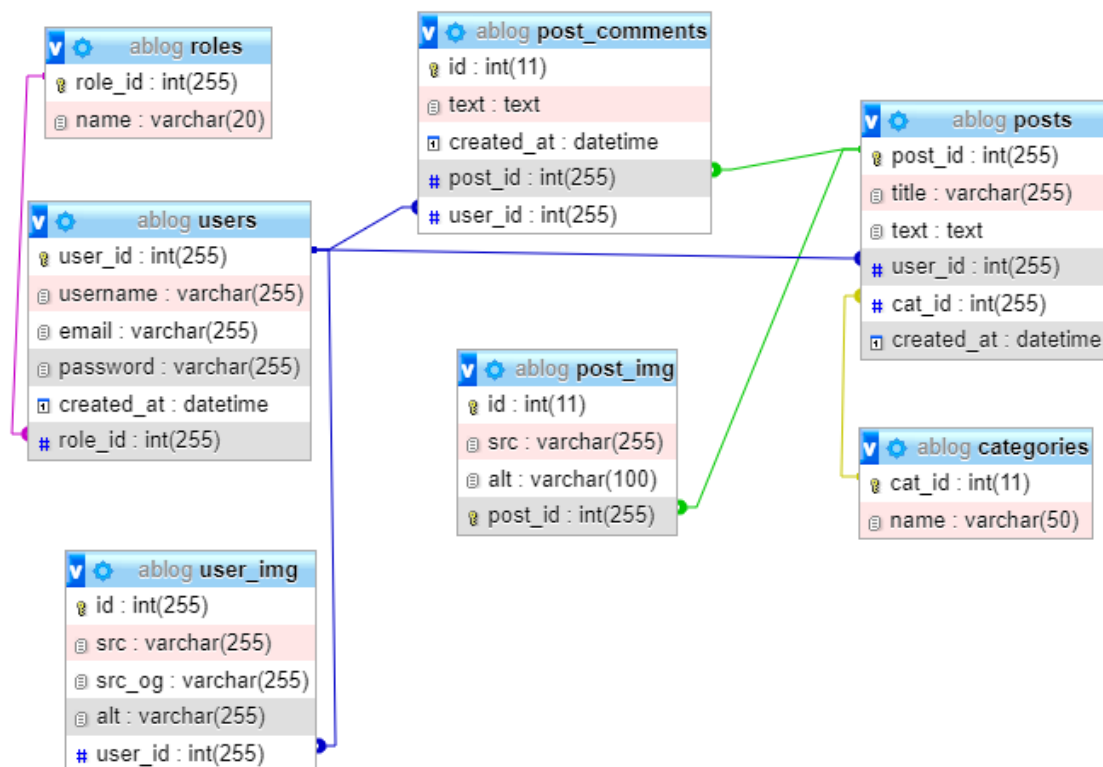 ablog roles
role_id : int(255)
name : varchar(20)
ablog users
user_id : int(255)
username : varchar(255)
email : varchar(255)
password : varchar(255)
created_at : datetime
role_id : int(255)
ablog user_img
id : int(255)
src : varchar(255)
src_og : varchar(255)
alt : varchar(255)
user_id : int(255)
ablog post_comments
id : int(11)
text : text
created_at : datetime
post_id : int(255)
user_id : int(255)
ablog post_img
id : int(11)
src : varchar(255)
alt : varchar(100)
post_id : int(255)
ablog posts
post_id : int(255)
title : varchar(255)
text : text
user_id : int(255)
cat_id : int(255)
created_at : datetime
ablog categories
cat_id : int(11)
name : varchar(50)